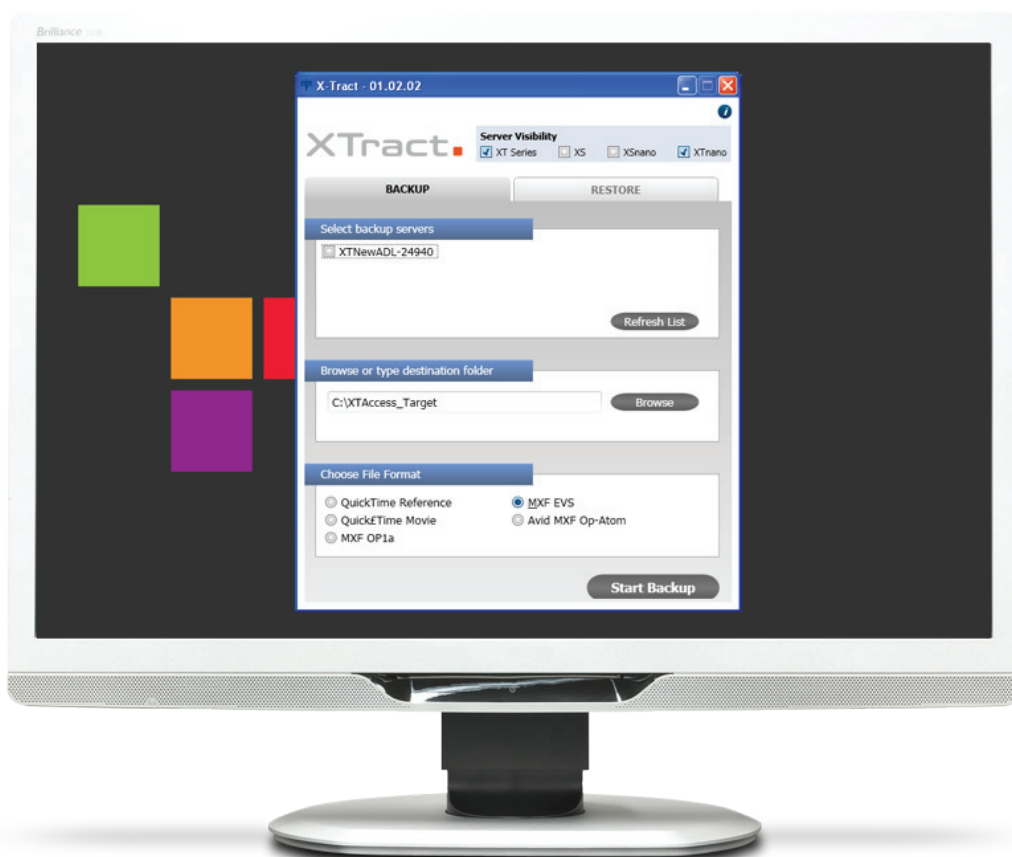 Brilliance
X-Tract - 01.02.02
XTract.
Server Visibility
XT Series XS XSnano XTnano
BACKUP RESTORE
Select backup servers
XTNewADL-24940
Refresh List
Browse or type destination folder
C:\XTAccess_Target Browse
Choose File Format
QuickTime Reference MXF EVS
Quick£Time Movie Avid MXF Op-Atom
MXF OP1a
Start Backup